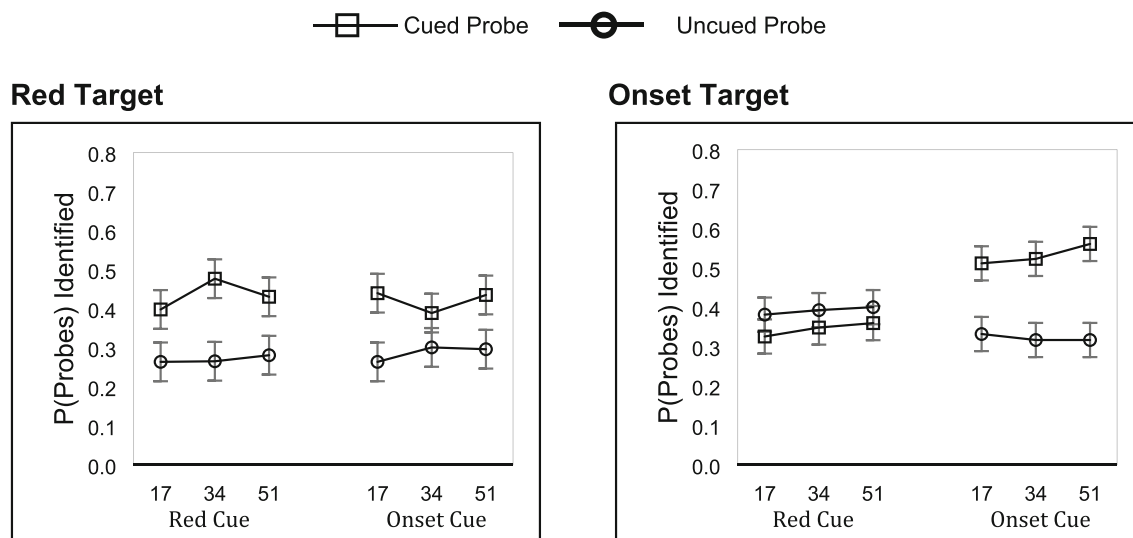 Cued Probe Uncued Probe
Red Target Onset Target
P(Probes) Identified
0.8
0.7
0.6
0.5
0.4
0.3
0.2
0.1
0.0
17 34 51 17 34 51
Red Cue Onset Cue
P(Probes) Identified
0.8
0.7
0.6
0.5
0.4
0.3
0.2
0.1
0.0
17 34 51 17 34 51
Red Cue Onset Cue